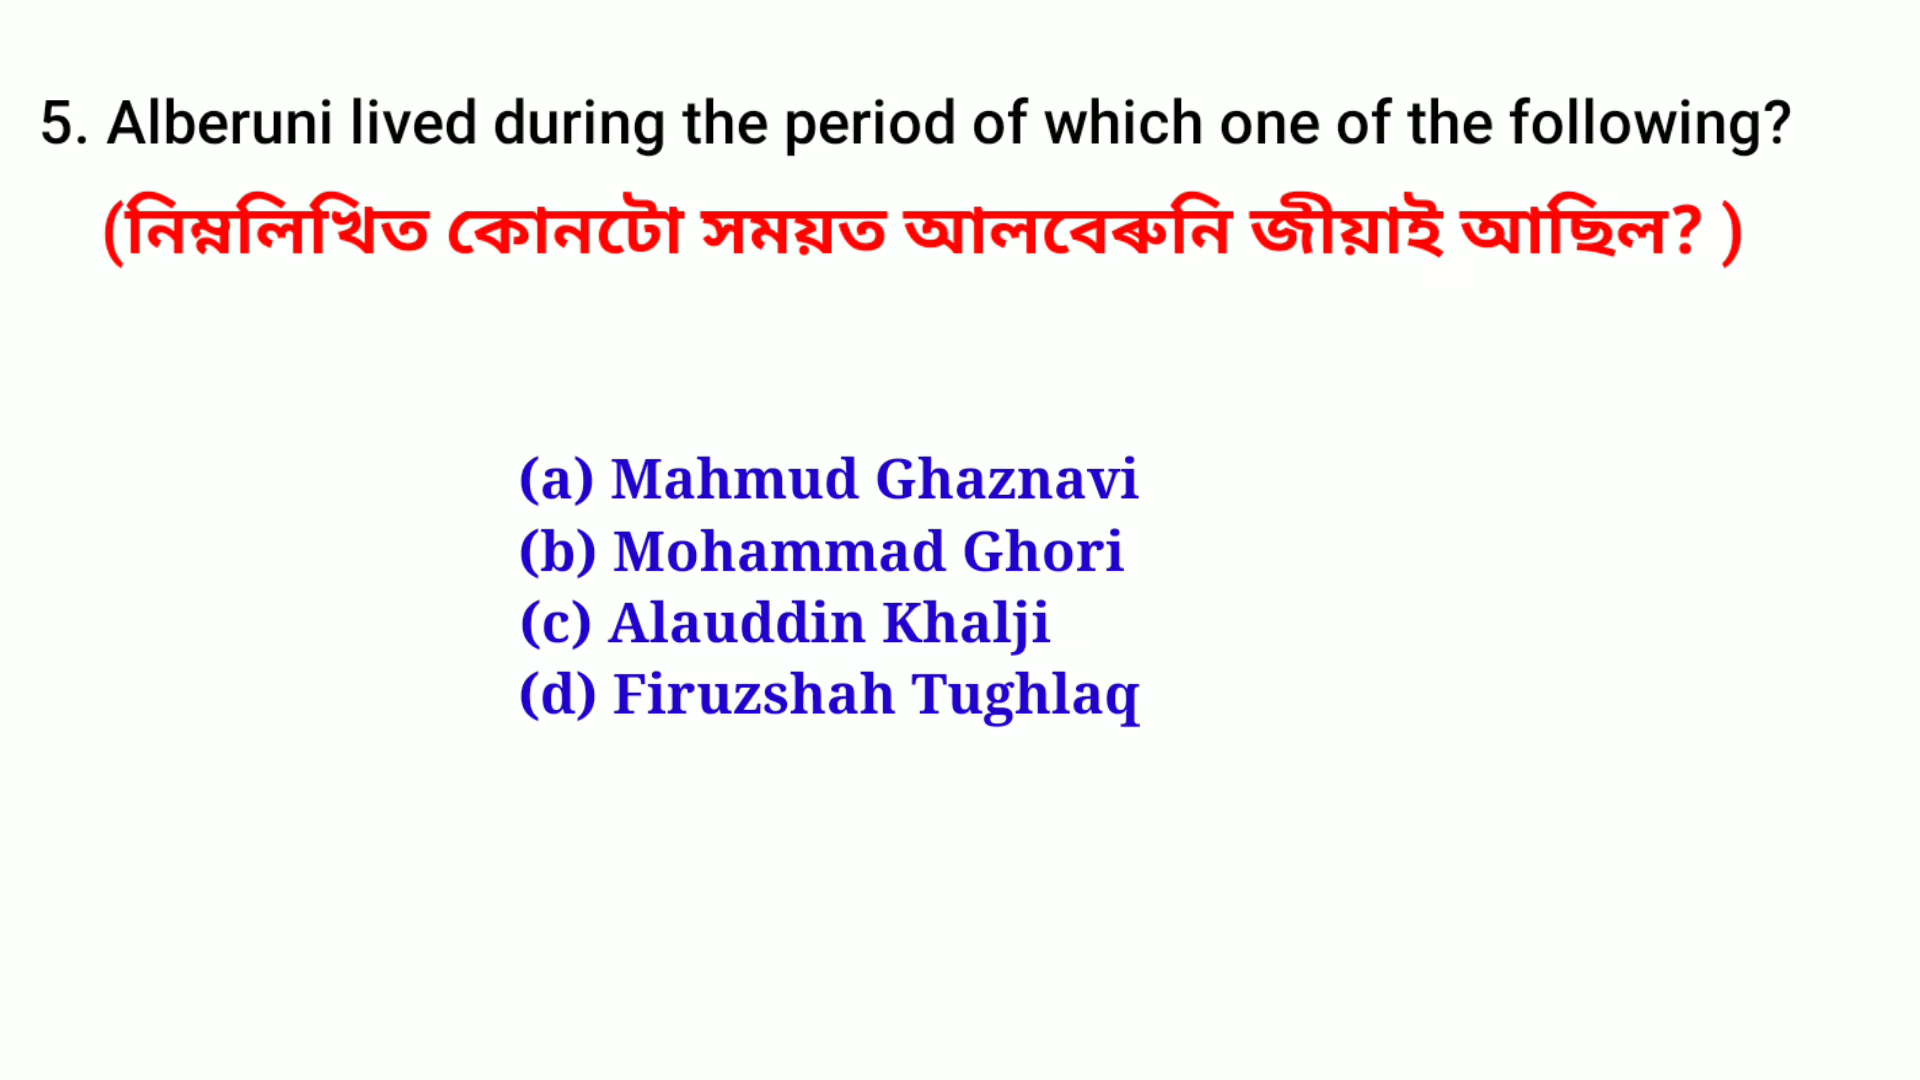 5. Alberuni lived during the period of which one of the following?
(নিম্নলিখিত কোনটো সময়ত আলবেৰুনি জীয়াই আছিল? )
(a) Mahmud Ghaznavi
(b) Mohammad Ghori
(c) Alauddin Khalji
(d) Firuzshah Tughlaq